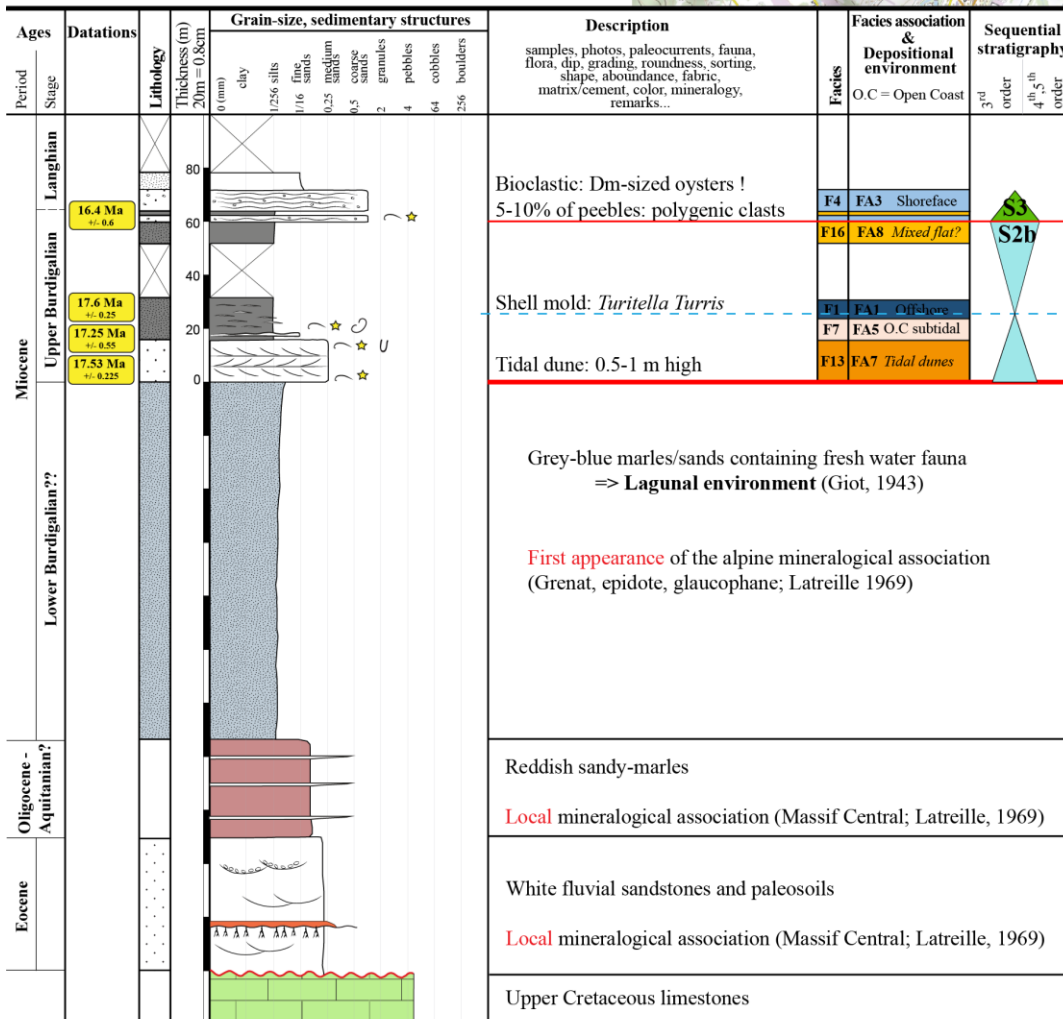 Ages
Datations
Period
Stage
Lithology
Thickness (m)
20m = 0.8cm
Grain-size, sedimentary structures
0 (mm)
clay
1/256
silts
1/16
fine sands
0,25
medium sands
0,5
coarse sands
2
granules
4
pebbles
64
cobbles
256
boulders
Description
samples, photos, paleocurrents, fauna,
flora, dip, grading, roundness, sorting,
shape, aboundance, fabric,
matrix/cement, color, mineralogy,
remarks...
Facies
Facies association
&
Depositional
environment
O.C = Open Coast
Sequential
stratigraphy
3rd order
4th,5th order
Miocene
Langhian
Upper Burdigalian
Lower Burdigalian??
Oligocene - Aquitanian?
Eocene
16.4 Ma
+/- 0.6
17.6 Ma
+/- 0.25
17.25 Ma
+/- 0.55
17.53 Ma
+/- 0.225
80
60
40
20
0
Bioclastic: Dm-sized oysters !
5-10% of peebles: polygenic clasts
Shell mold: Turitella Turris
Tidal dune: 0.5-1 m high
F4 FA3 Shoreface
F16 FA8 Mixed flat?
F1 FA1 Offshore
F7 FA5 O.C subtidal
F13 FA7 Tidal dunes
S3
S2b
Grey-blue marles/sands containing fresh water fauna
=> Lagunal environment (Giot, 1943)
First appearance of the alpine mineralogical association
(Grenat, epidote, glaucophane; Latreille 1969)
Reddish sandy-marles
Local mineralogical association (Massif Central; Latreille, 1969)
White fluvial sandstones and paleosoils
Local mineralogical association (Massif Central; Latreille, 1969)
Upper Cretaceous limestones